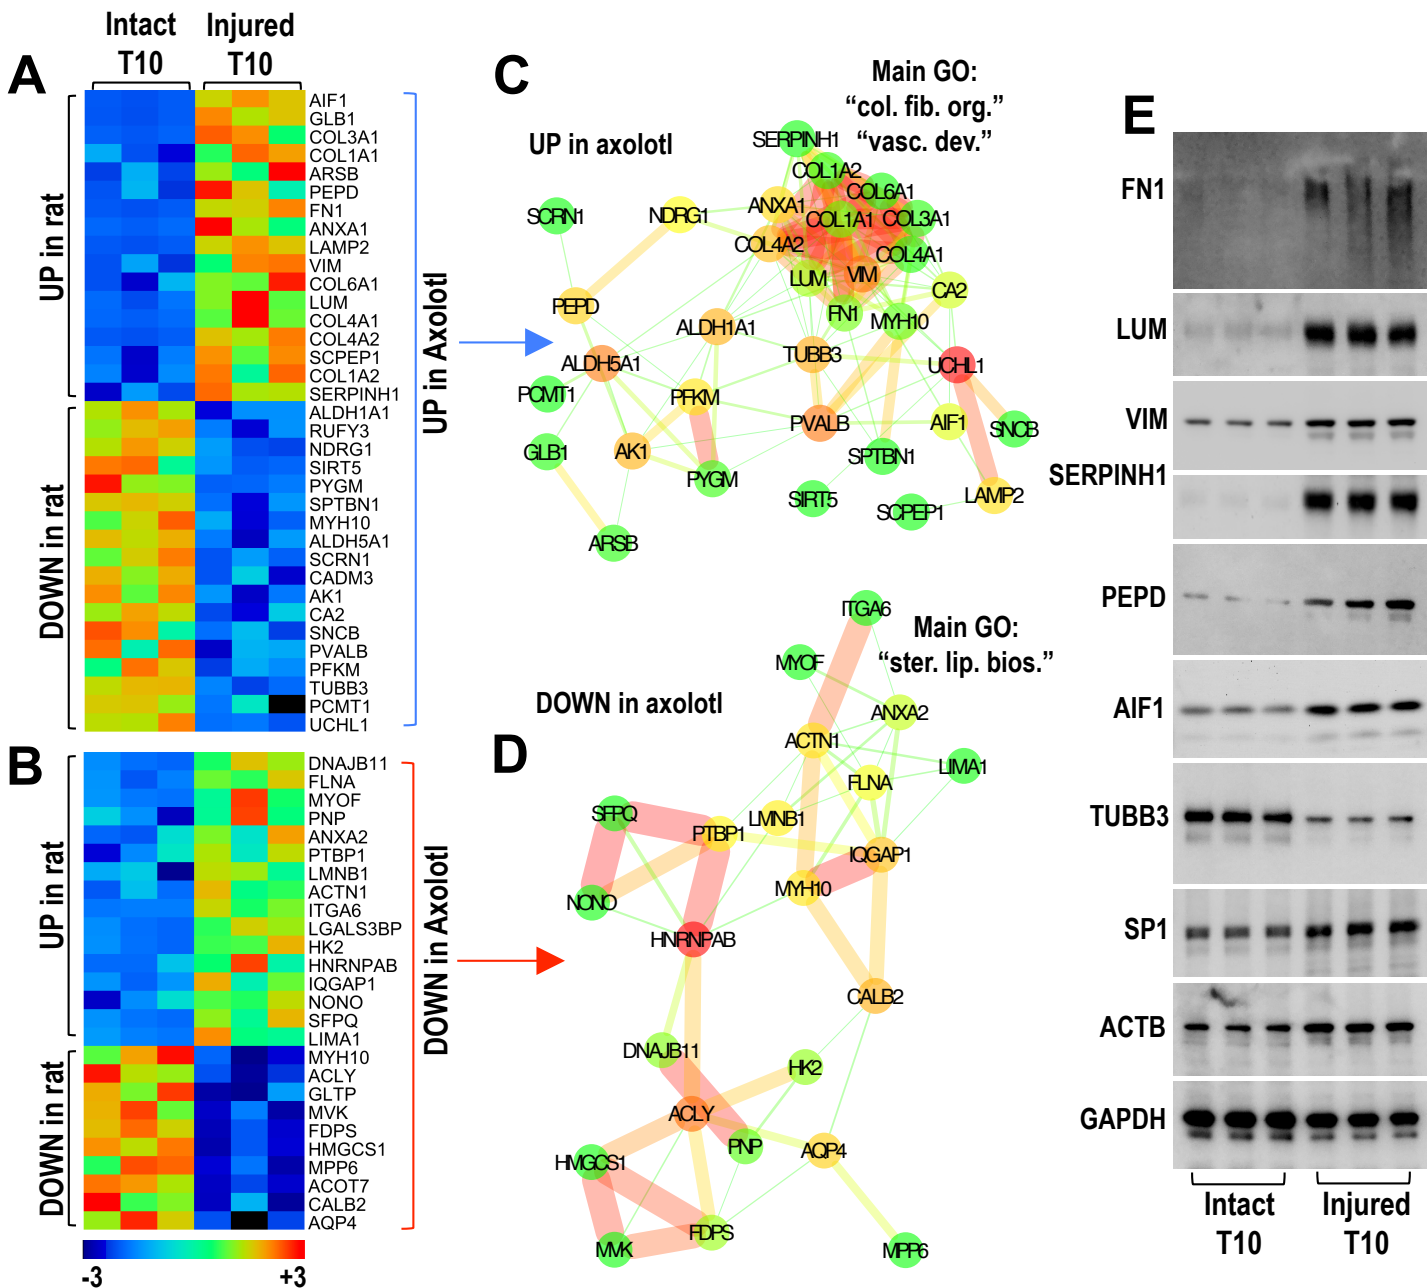 Intact
T10
Injured
T10
A
UP in rat
DOWN in rat
AIF1
GLB1
COL3A1
COL1A1
ARSB
PEPD
FN1
ANXA1
LAMP2
VIM
COL6A1
LUM
COL4A1
COL4A2
SCPEP1
COL1A2
SERPINH1
ALDH1A1
RUFY3
NDRG1
SIRT5
PYGM
SPTBN1
MYH10
ALDH5A1
SCRN1
CADM3
AK1
CA2
SNCB
PVALB
PFKM
TUBB3
PCMT1
UCHL1
UP in Axolotl
B
UP in rat
DOWN in rat
DNAJB11
FLNA
MYOF
PNP
ANXA2
PTBP1
LMNB1
ACTN1
ITGA6
LGALS3BP
HK2
HNRNPAB
IQGAP1
NONO
SFPQ
LIMA1
MYH10
ACLY
GLTP
MVK
FDPS
HMGCS1
MPP6
ACOT7
CALB2
AQP4
DOWN in Axolotl
-3
+3
C
UP in axolotl
Main GO:
“col. fib. org.”
“vasc. dev.”
SERPINH1
COL1A2
COL6A1
SCRN1
NDRG1
ANXA1
COL1A1
COL3A1
COL4A2
COL4A1
LUM
VIM
CA2
PEPD
FN1
MYH10
ALDH1A1
TUBB3
ALDH5A1
UCHL1
PCMT1
PFKM
PVALB
AIF1
SNCB
GLB1
AK1
SPTBN1
PYGM
SIRT5
LAMP2
SCPEP1
ARSB
D
DOWN in axolotl
Main GO:
“ster. lip. bios.”
ITGA6
MYOF
ANXA2
ACTN1
LIMA1
FLNA
SFPQ
LMNB1
PTBP1
IQGAP1
MYH10
NONO
HNRNPAB
CALB2
DNAJB11
HK2
ACLY
PNP
AQP4
HMGCS1
FDPS
MVK
MPP6
E
FN1
LUM
VIM
SERPINH1
PEPD
AIF1
TUBB3
SP1
ACTB
GAPDH
Intact
T10
Injured
T10